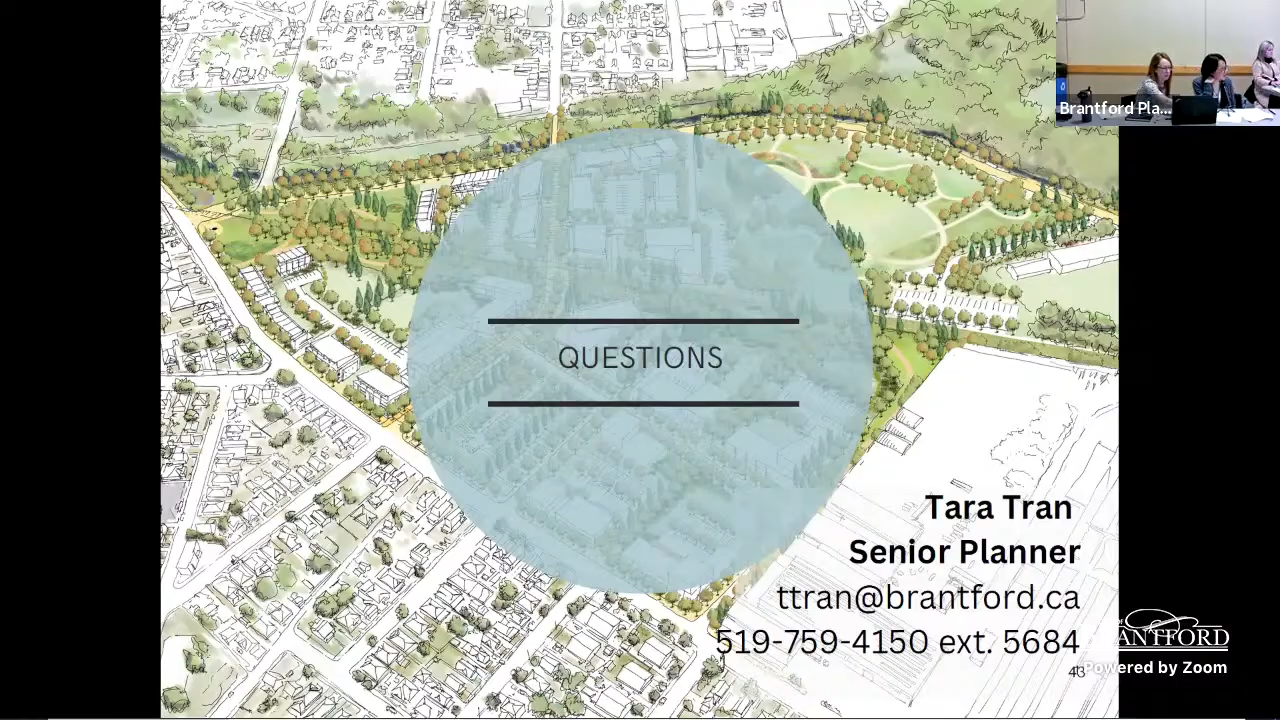 Brantford Pla...
QUESTIONS
Tara Tran
Senior Planner
ttran@brantford.ca
519-759-4150 ext. 5684
43
Powered by Zoom